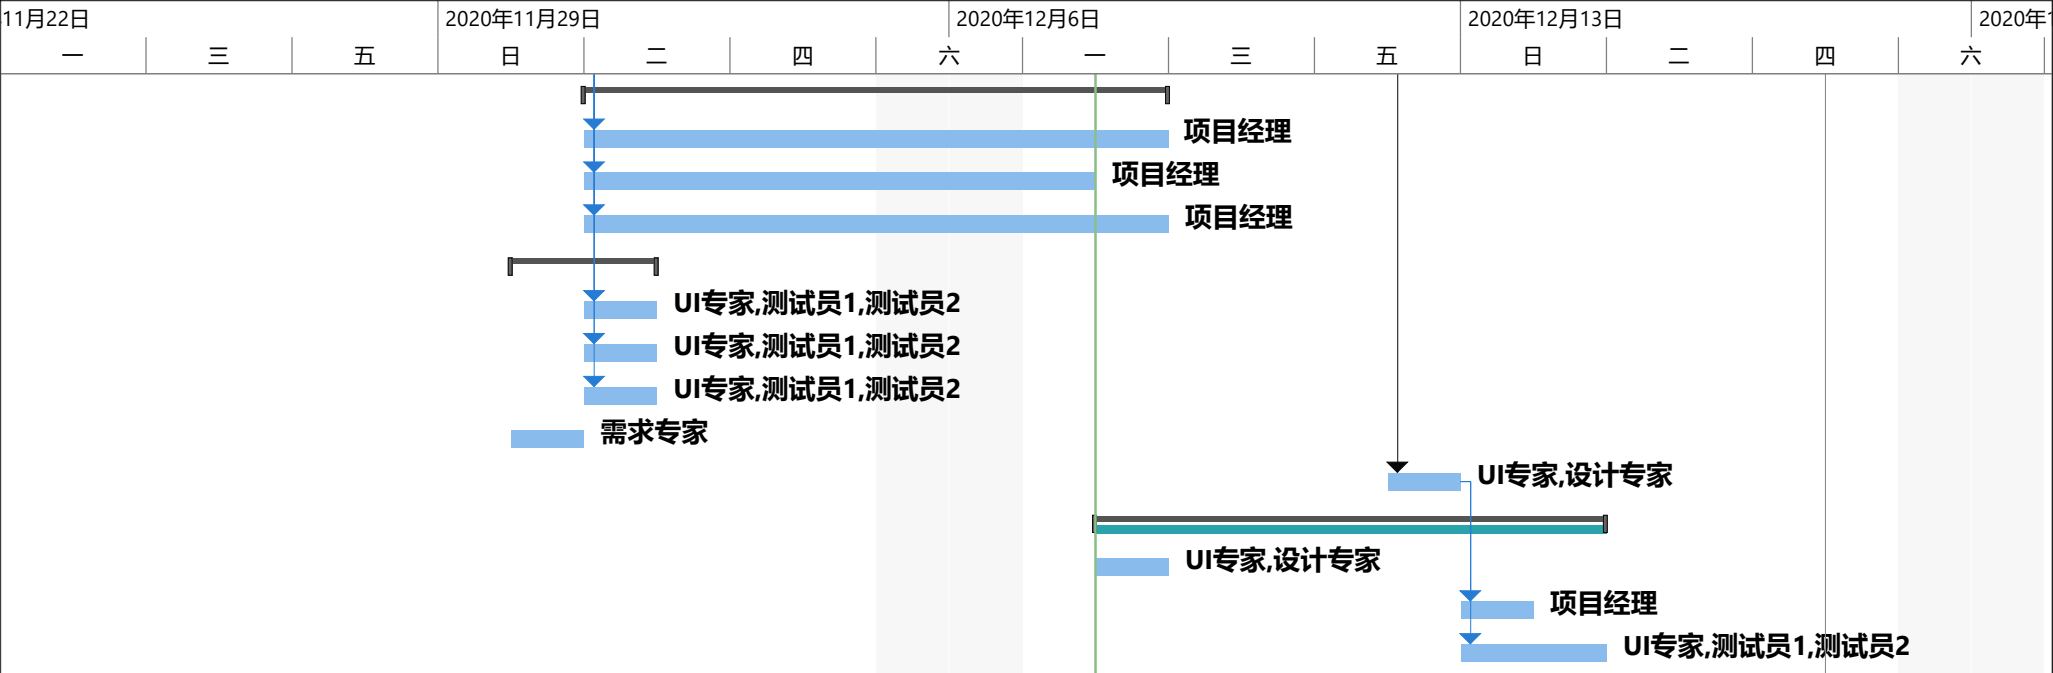 11月22日 2020年11月29日 2020年12月6日 2020年12月13日 2020年
一 三 五 日 二 四 六 一 三 五 日 二 四 六
项目经理
项目经理
项目经理
UI专家,测试员1,测试员2
UI专家,测试员1,测试员2
UI专家,测试员1,测试员2
需求专家
UI专家,设计专家
UI专家,设计专家
项目经理
UI专家,测试员1,测试员2